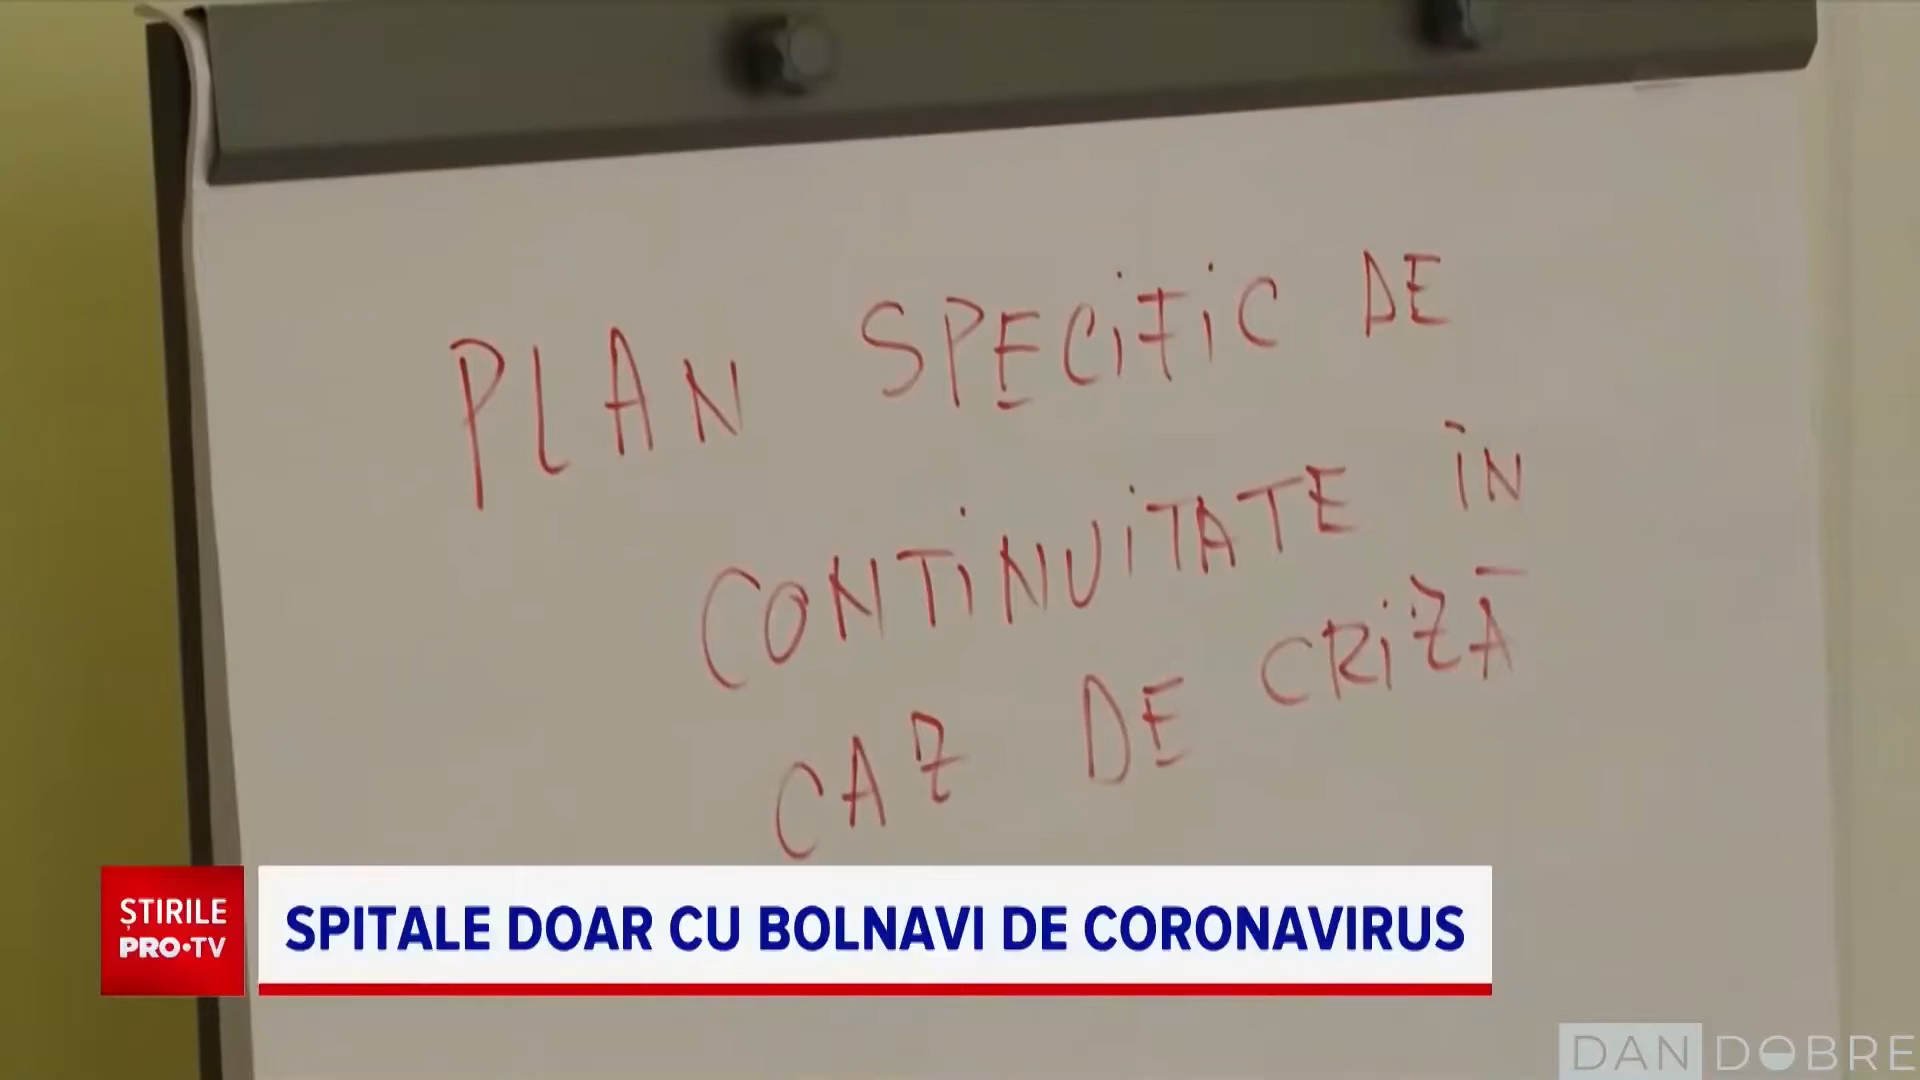 PLAN SPECIFIC DE
CONTINUITATE ÎN
CAZ DE CRIZĂ
ȘTIRILE
PRO•TV
SPITALE DOAR CU BOLNAVI DE CORONAVIRUS
DAN DOBRE